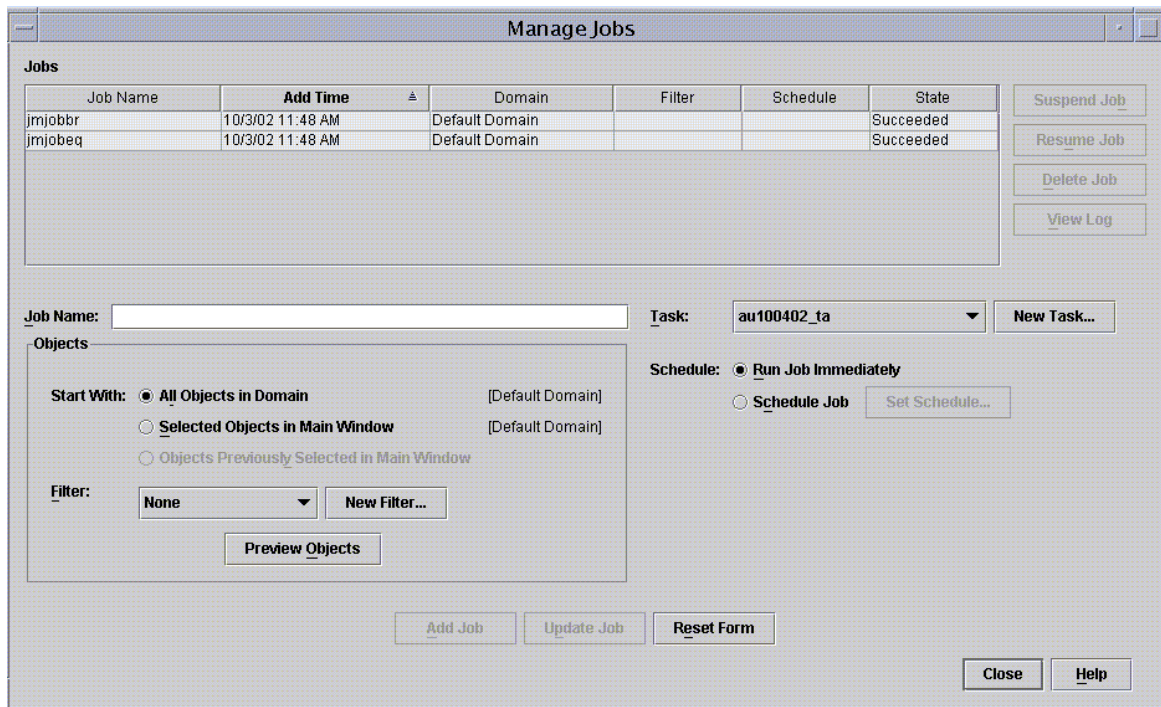 Manage Jobs
Jobs
Job Name Add Time Domain Filter Schedule State
jmjobbr 10/3/02 11:48 AM Default Domain Succeeded
jmjobeq 10/3/02 11:48 AM Default Domain Succeeded
Suspend Job
Resume Job
Delete Job
View Log
Job Name:
Task: au100402_ta New Task...
Objects
Start With: All Objects in Domain [Default Domain]
Selected Objects in Main Window [Default Domain]
Objects Previously Selected in Main Window
Filter: None New Filter...
Preview Objects
Schedule: Run Job Immediately
Schedule Job Set Schedule...
Add Job Update Job Reset Form
Close Help